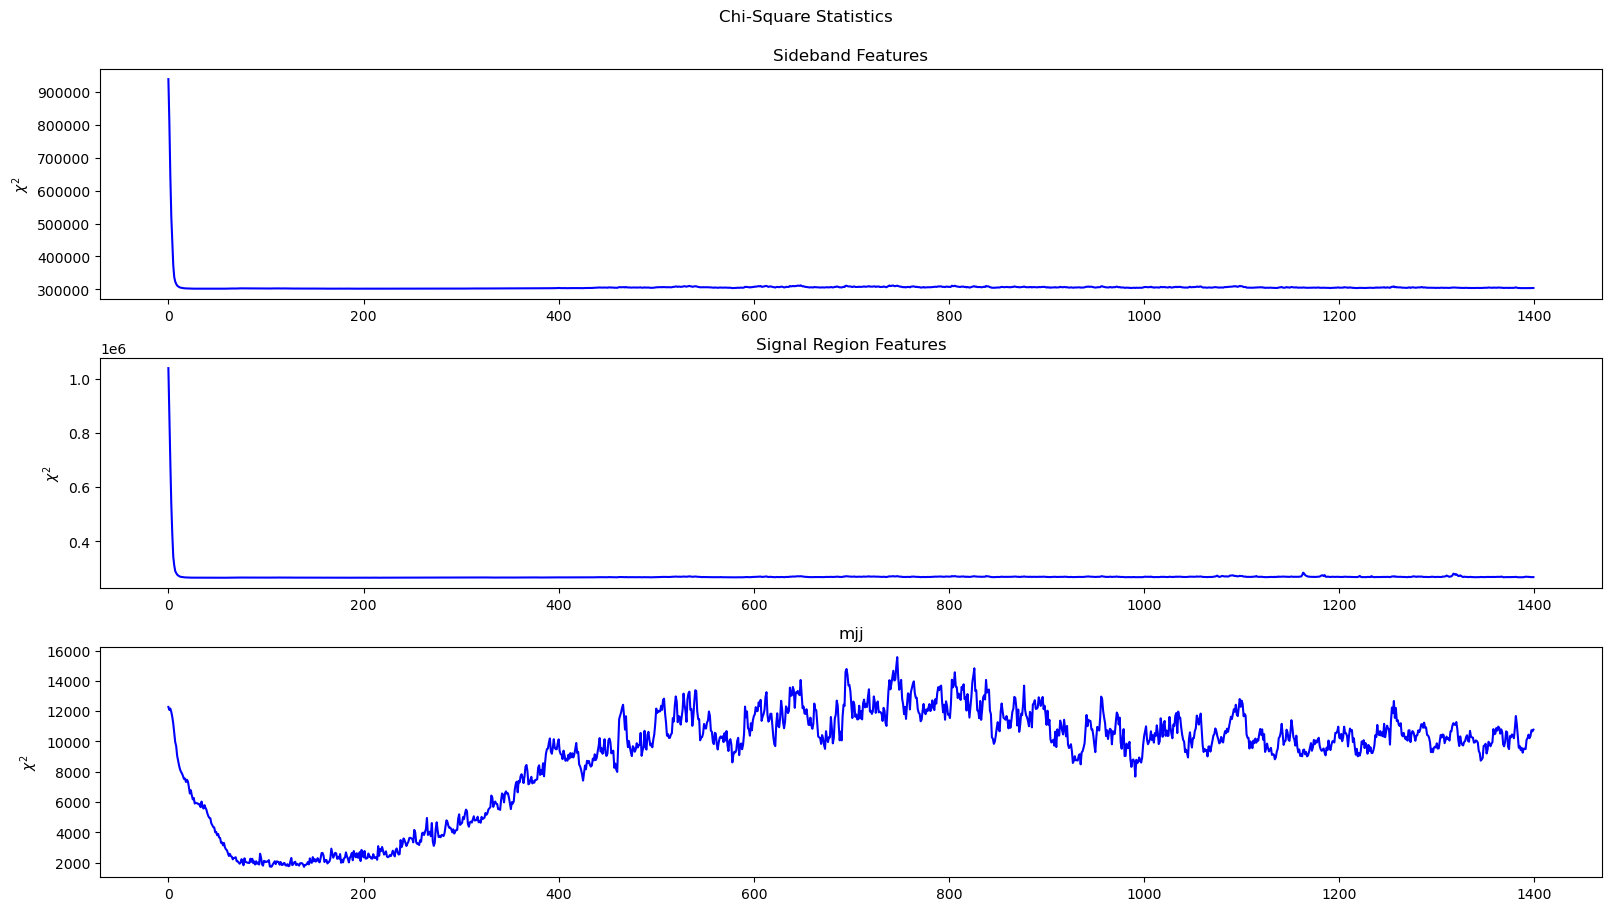 Chi-Square Statistics
Sideband Features
900000
800000
700000
600000
500000
400000
300000
χ²
0 200 400 600 800 1000 1200 1400
Signal Region Features
1e6
1.0
0.8
0.6
0.4
χ²
0 200 400 600 800 1000 1200 1400
mjj
16000
14000
12000
10000
8000
6000
4000
2000
χ²
0 200 400 600 800 1000 1200 1400